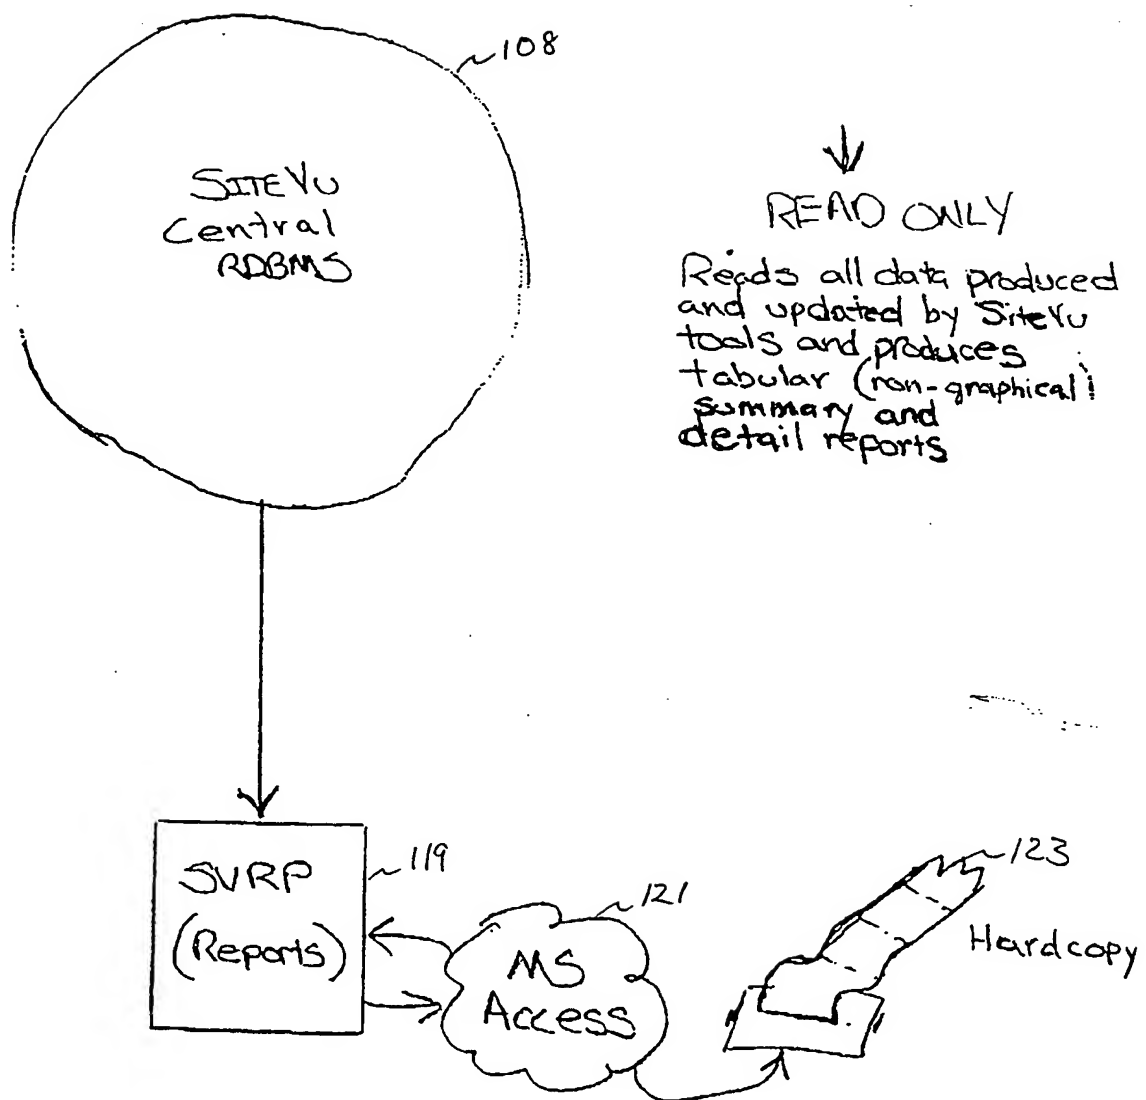 108
SITEVU
Central
RDBMS
READ ONLY
Reads all data produced
and updated by SiteVu
tools and produces
tabular (non-graphical)
summary and
detail reports
SVRP
(Reports)
119
MS
Access
121
123
Hardcopy